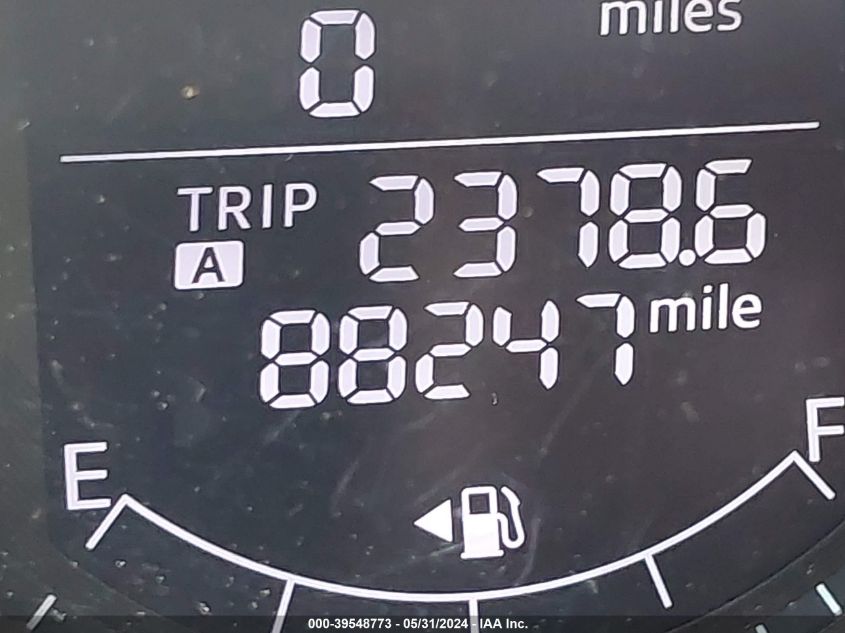 miles
0
TRIP 2378.6
A
88247 mile
E F
000-39548773 - 05/31/2024 - IAA Inc.